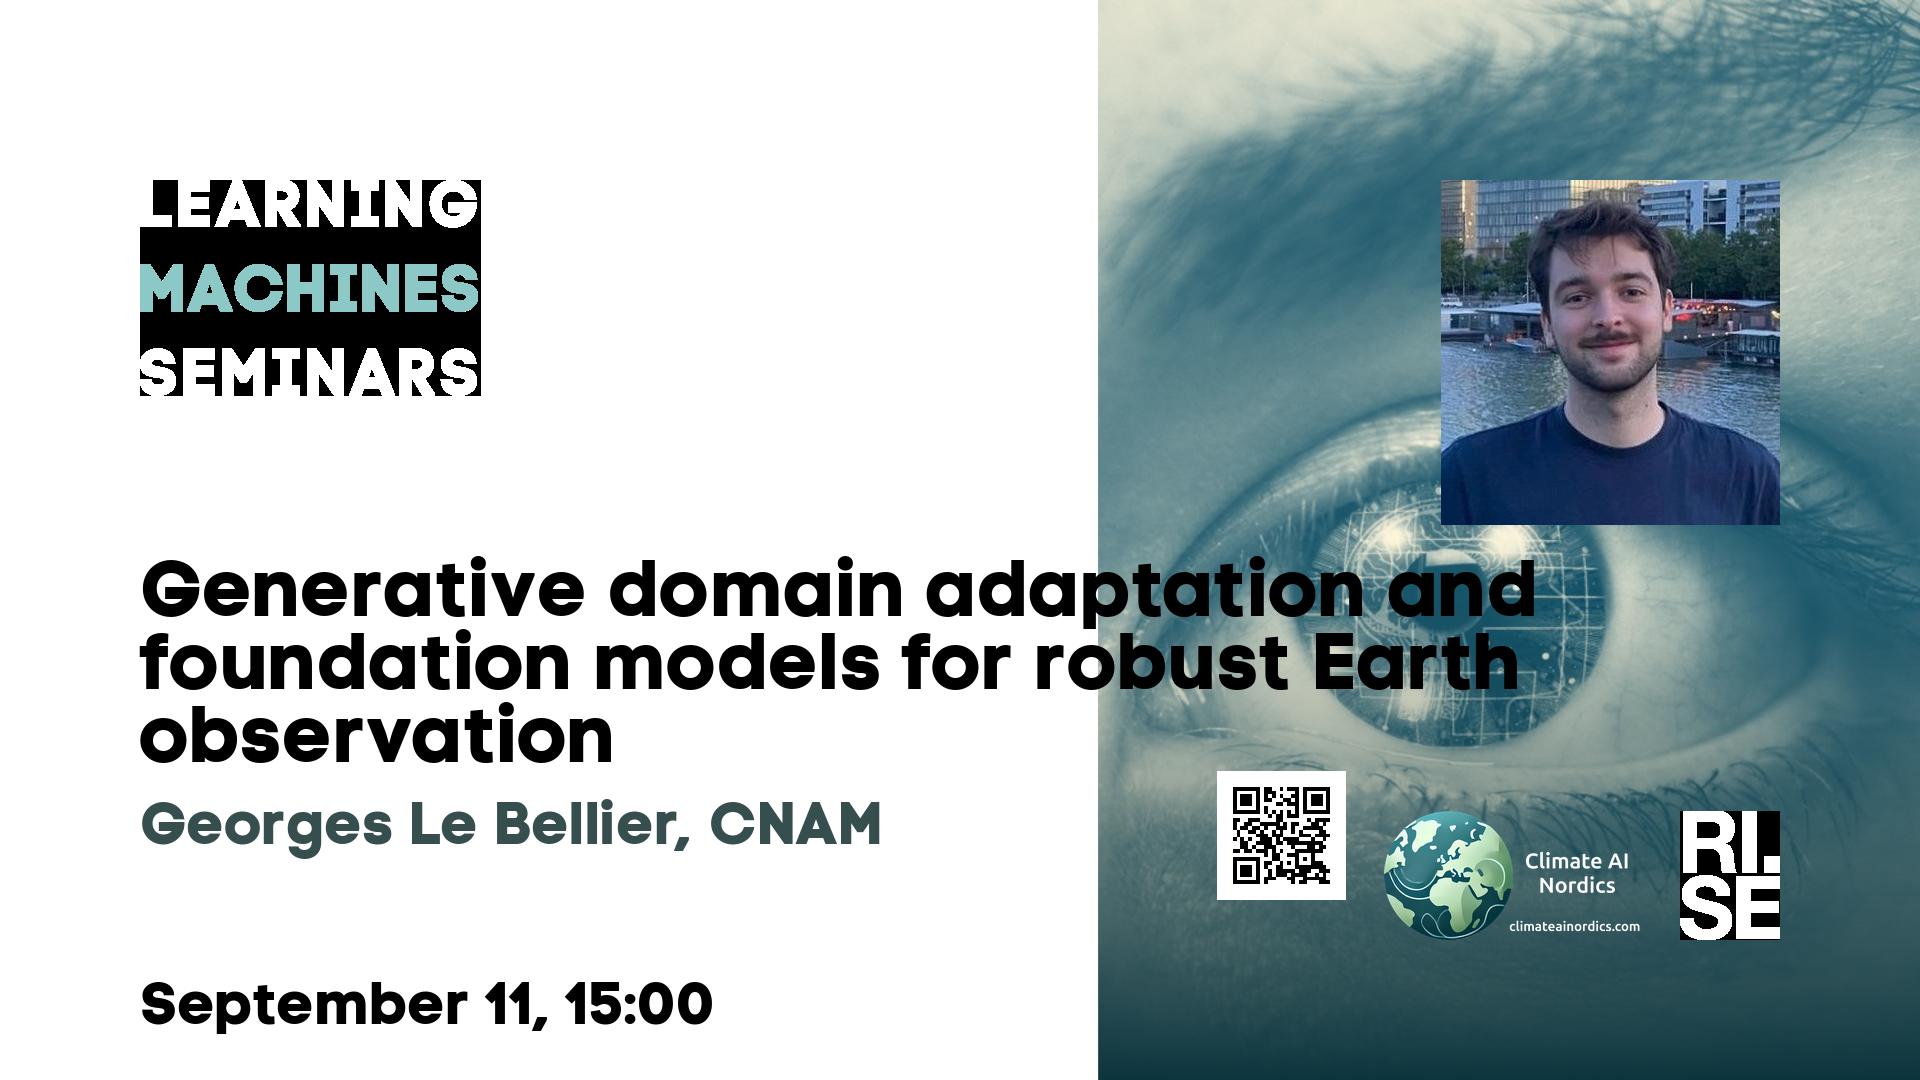 LEARNING
MACHINES
SEMINARS
Generative domain adaptation and
foundation models for robust Earth
observation
Georges Le Bellier, CNAM
September 11, 15:00
Climate AI
Nordics
climateainordics.com
RI.
SE